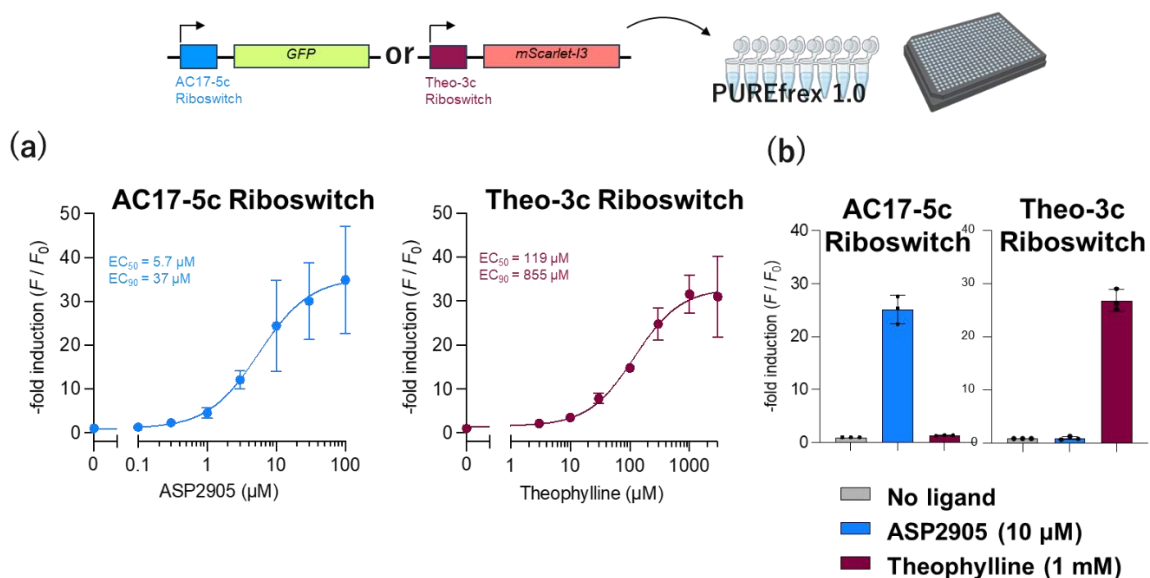 GFP
or
mScarlet-I3
AC17-5c
Riboswitch
Theo-3c
Riboswitch
PUREfrex 1.0
(a)
AC17-5c Riboswitch
-fold induction (F / F0)
50
40
30
20
10
0
EC50 = 5.7 µM
EC90 = 37 µM
0
0.1
1
10
100
ASP2905 (µM)
Theo-3c Riboswitch
-fold induction (F / F0)
50
40
30
20
10
0
EC50 = 119 µM
EC90 = 855 µM
0
1
10
100
1000
Theophylline (µM)
(b)
AC17-5c
Riboswitch
-fold induction (F / F0)
40
30
20
10
0
Theo-3c
Riboswitch
40
30
20
10
0
No ligand
ASP2905 (10 µM)
Theophylline (1 mM)